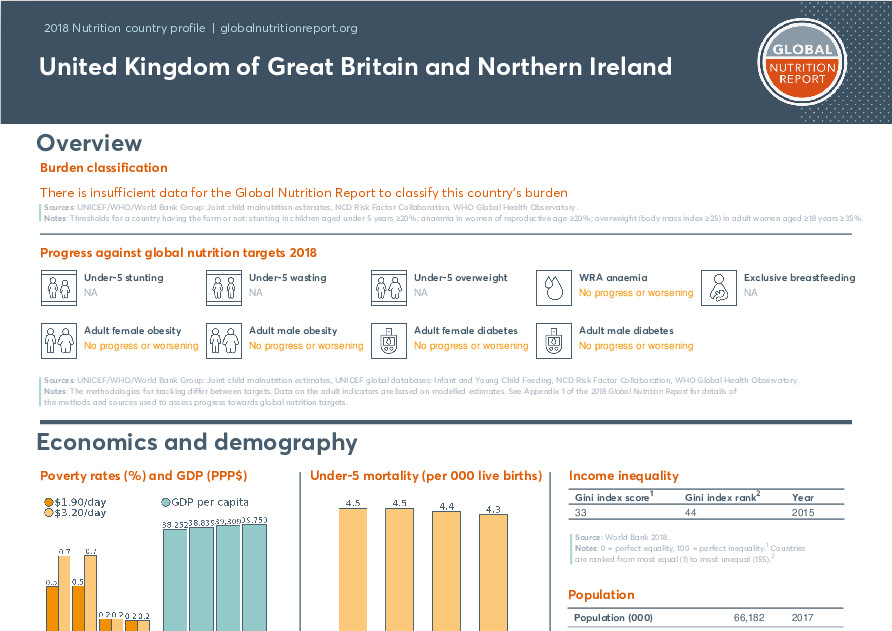 2018 Nutrition country profile | globalnutritionreport.org
United Kingdom of Great Britain and Northern Ireland
GLOBAL
NUTRITION
REPORT
Overview
Burden classification
There is insufficient data for the Global Nutrition Report to classify this country's burden
Sources: UNICEF/WHO/World Bank Group: Joint child malnutrition estimates, NCD Risk Factor Collaboration, WHO Global Health Observatory.
Notes: Thresholds for a country having the form or not: stunting in children aged under 5 years ≥20%; anaemia in women of reproductive age ≥20%; overweight (body mass index ≥25) in adult women aged ≥18 years ≥35%.
Progress against global nutrition targets 2018
Under-5 stunting
NA
Under-5 wasting
NA
Under-5 overweight
NA
WRA anaemia
No progress or worsening
Exclusive breastfeeding
NA
Adult female obesity
No progress or worsening
Adult male obesity
No progress or worsening
Adult female diabetes
No progress or worsening
Adult male diabetes
No progress or worsening
Sources: UNICEF/WHO/World Bank Group: Joint child malnutrition estimates, UNICEF global databases: Infant and Young Child Feeding, NCD Risk Factor Collaboration, WHO Global Health Observatory.
Notes: The methodologies for tracking differ between targets. Data on the adult indicators are based on modelled estimates. See Appendix 1 of the 2018 Global Nutrition Report for details of
the methods and sources used to assess progress towards global nutrition targets.
Economics and demography
Poverty rates (%) and GDP (PPP$)
$1.90/day
$3.20/day
GDP per capita
0.5 0.7 0.5 0.7 0.2 0.2 0.2 0.2
38 252 38,839 39,309 39,753
Under-5 mortality (per 000 live births)
4.5 4.5 4.4 4.3
Income inequality
Gini index score1 Gini index rank2 Year
33 44 2015
Source: World Bank 2018.
Notes: 0 = perfect equality, 100 = perfect inequality.1 Countries
are ranked from most equal (1) to most unequal (155).2
Population
Population (000) 66,182 2017